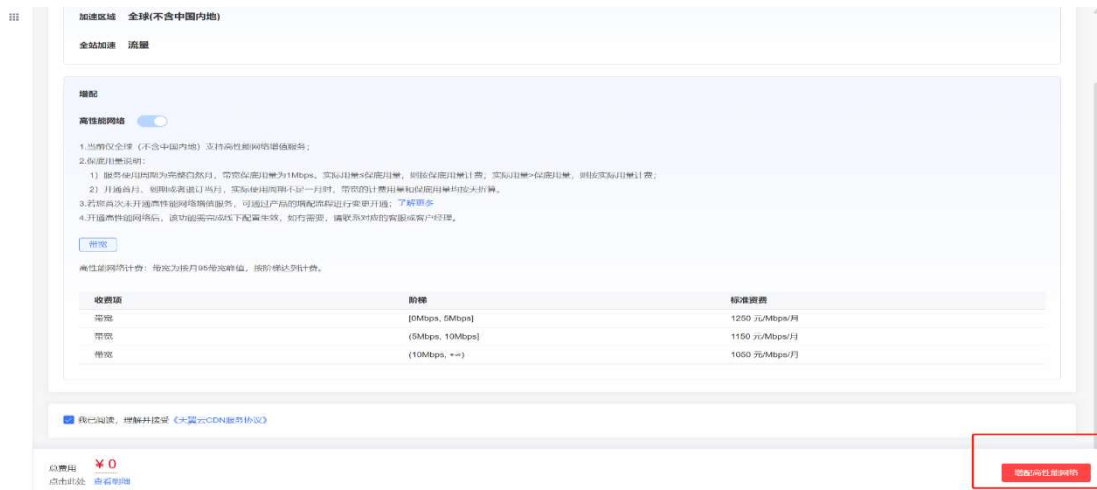 加速区域 全球(不含中国内地)
全站加速 流量
增配
高性能网络
1.当前仅全球（不含中国内地）支持高性能网络增值服务；
2.保底用量说明：
1）服务使用周期为完整自然月，带宽保底用量为1Mbps。实际用量≤保底用量，则按保底用量计费；实际用量>保底用量，则按实际用量计费；
2）开通首月、到期或者退订当月，实际使用周期不足一月时，带宽的计费用量和保底用量均按天折算。
3.若您首次未开通高性能网络增值服务，可通过产品的增配流程进行变更开通；了解更多
4.开通高性能网络后，该功能需完成线下配置生效，如有需要，请联系对应的客服或客户经理。
带宽
高性能网络计费：带宽为按月95带宽峰值，按阶梯达到计费。
收费项 阶梯 标准资费
带宽 [0Mbps, 5Mbps] 1250 元/Mbps/月
带宽 (5Mbps, 10Mbps] 1150 元/Mbps/月
带宽 (10Mbps, +∞) 1050 元/Mbps/月
我已阅读，理解并接受《天翼云CDN服务协议》
总费用 ¥ 0
点击此处 查看明细
增配高性能网络